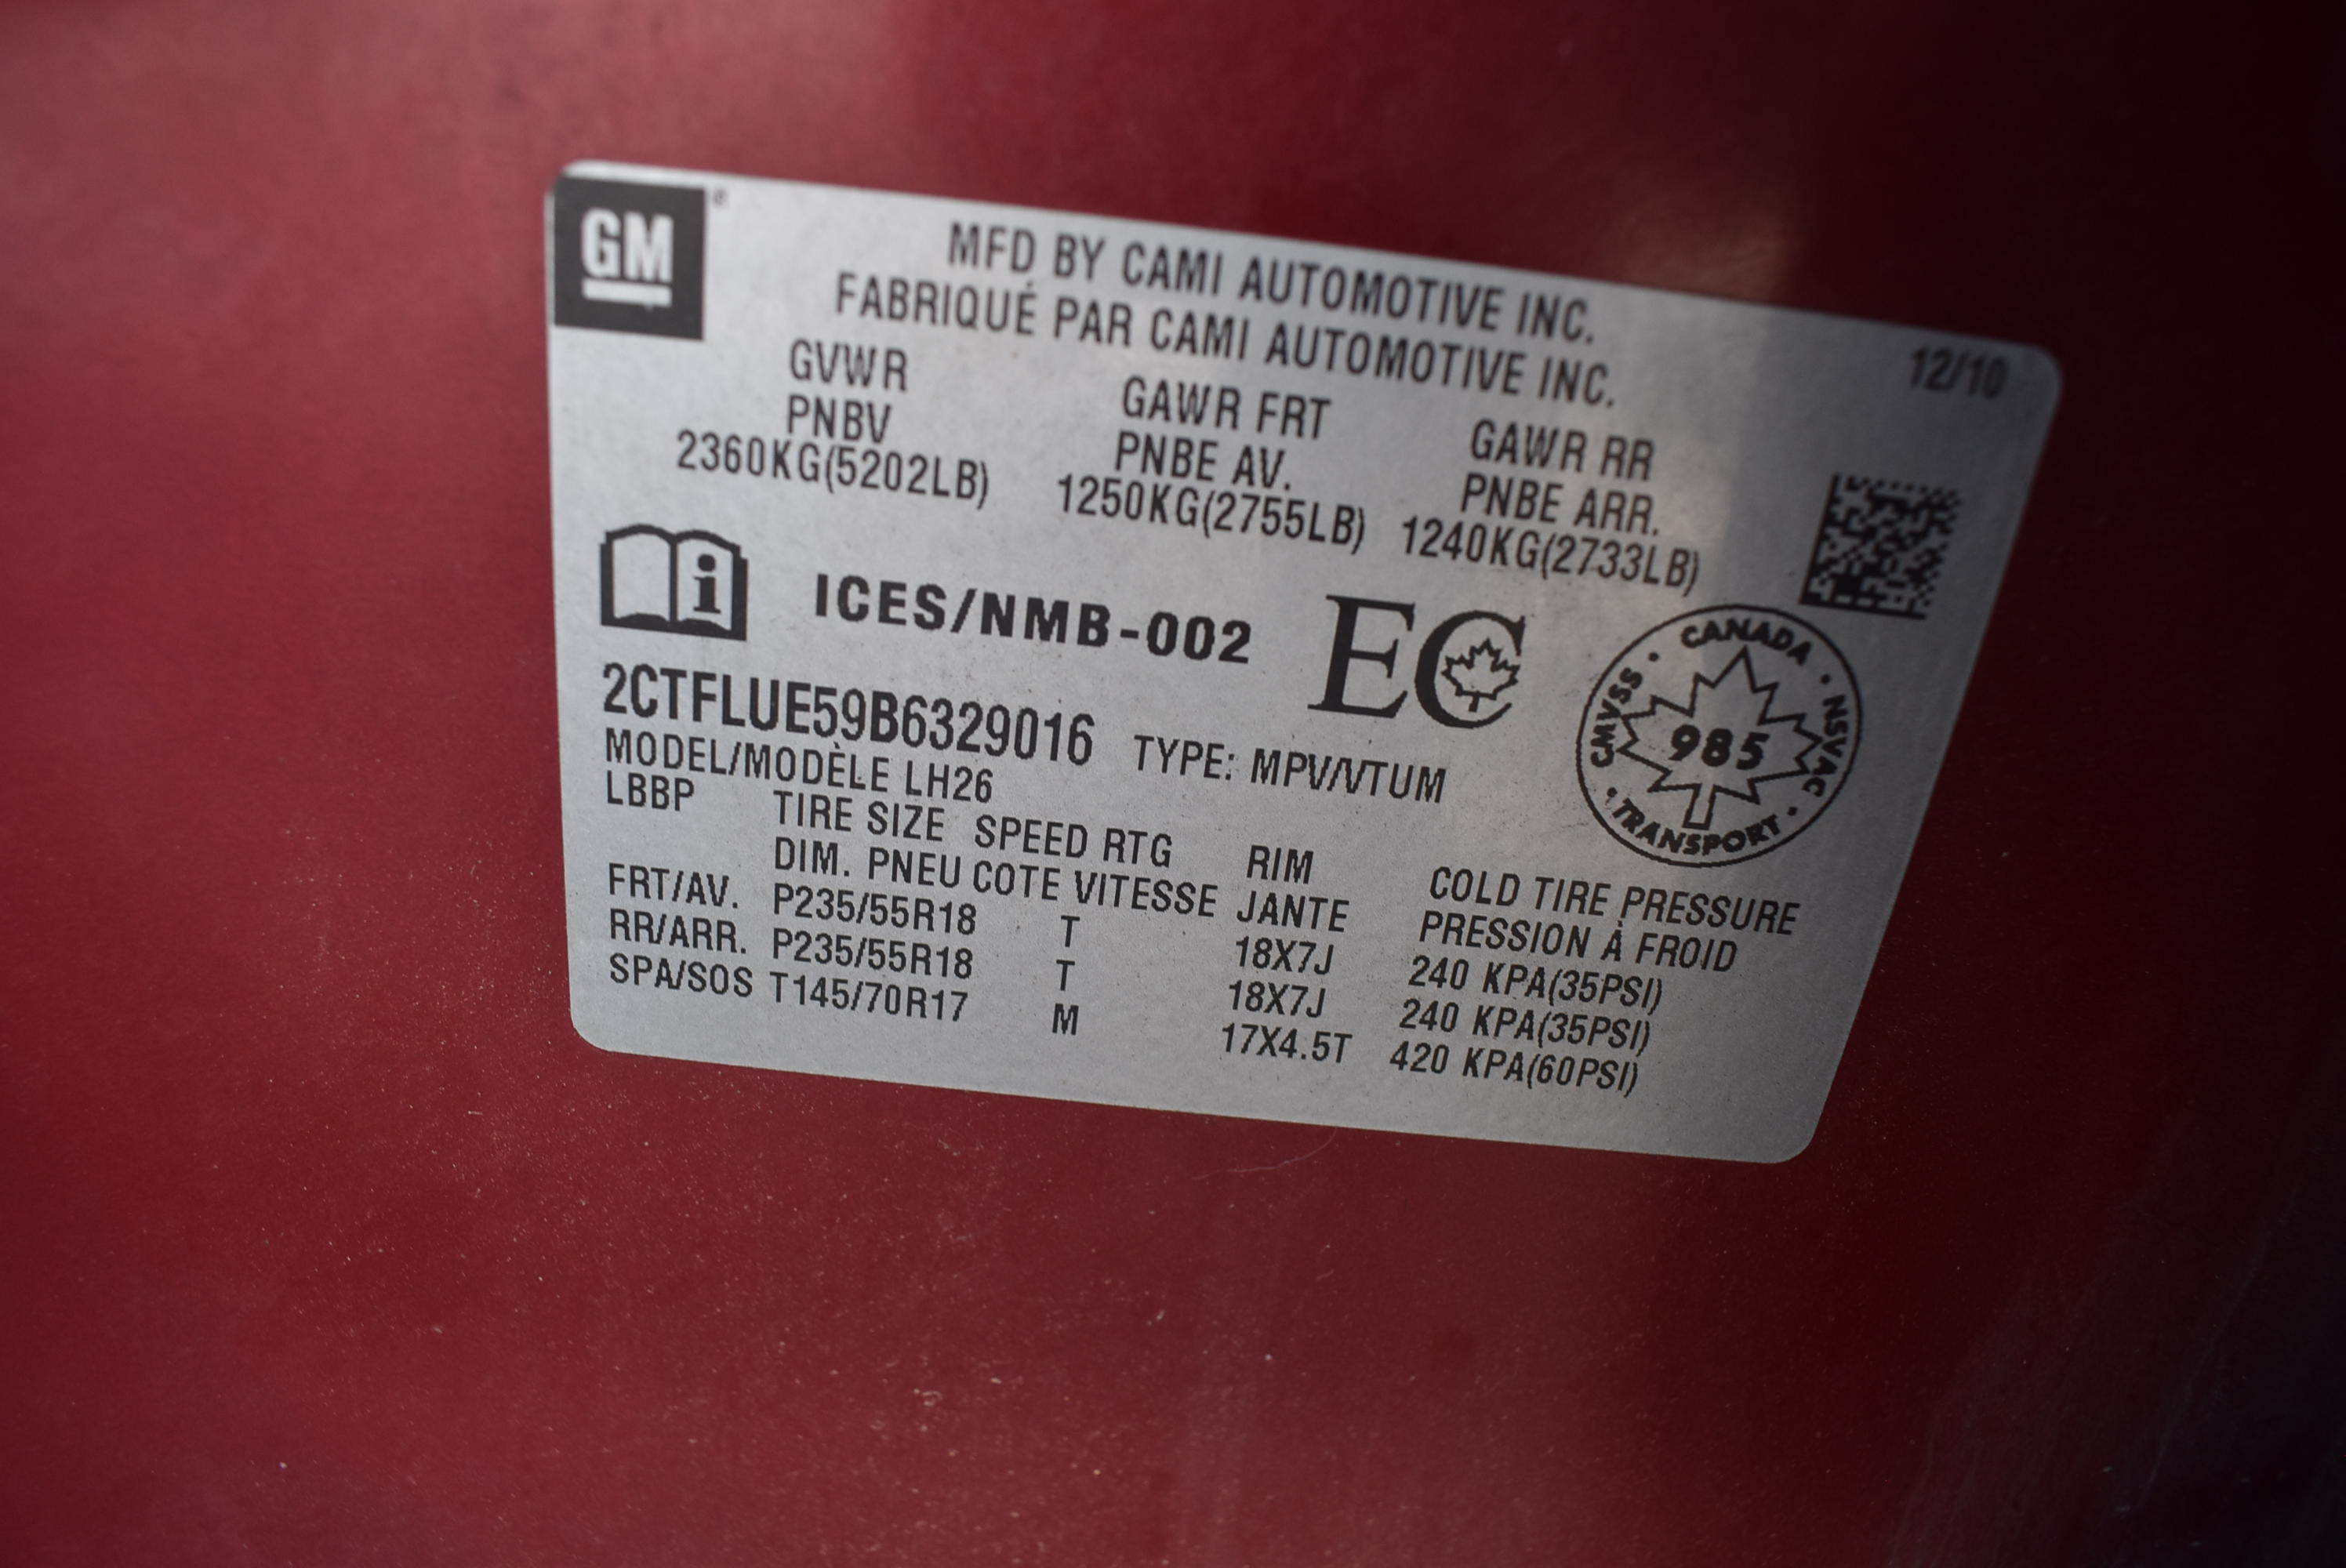 GM
MFD BY CAMI AUTOMOTIVE INC.
FABRIQUÉ PAR CAMI AUTOMOTIVE INC.
12/10
GVWR
PNBV
2360KG(5202LB)
GAWR FRT
PNBE AV.
1250KG(2755LB)
GAWR RR
PNBE ARR.
1240KG(2733LB)
ICES/NMB-002
EC
CANADA
CMVSS
NSVAC
985
TRANSPORT
2CTFLUE59B6329016 TYPE: MPV/VTUM
MODEL/MODÈLE LH26
LBBP TIRE SIZE SPEED RTG RIM COLD TIRE PRESSURE
DIM. PNEU COTE VITESSE JANTE PRESSION À FROID
FRT/AV. P235/55R18 T 18X7J 240 KPA(35PSI)
RR/ARR. P235/55R18 T 18X7J 240 KPA(35PSI)
SPA/SOS T145/70R17 M 17X4.5T 420 KPA(60PSI)